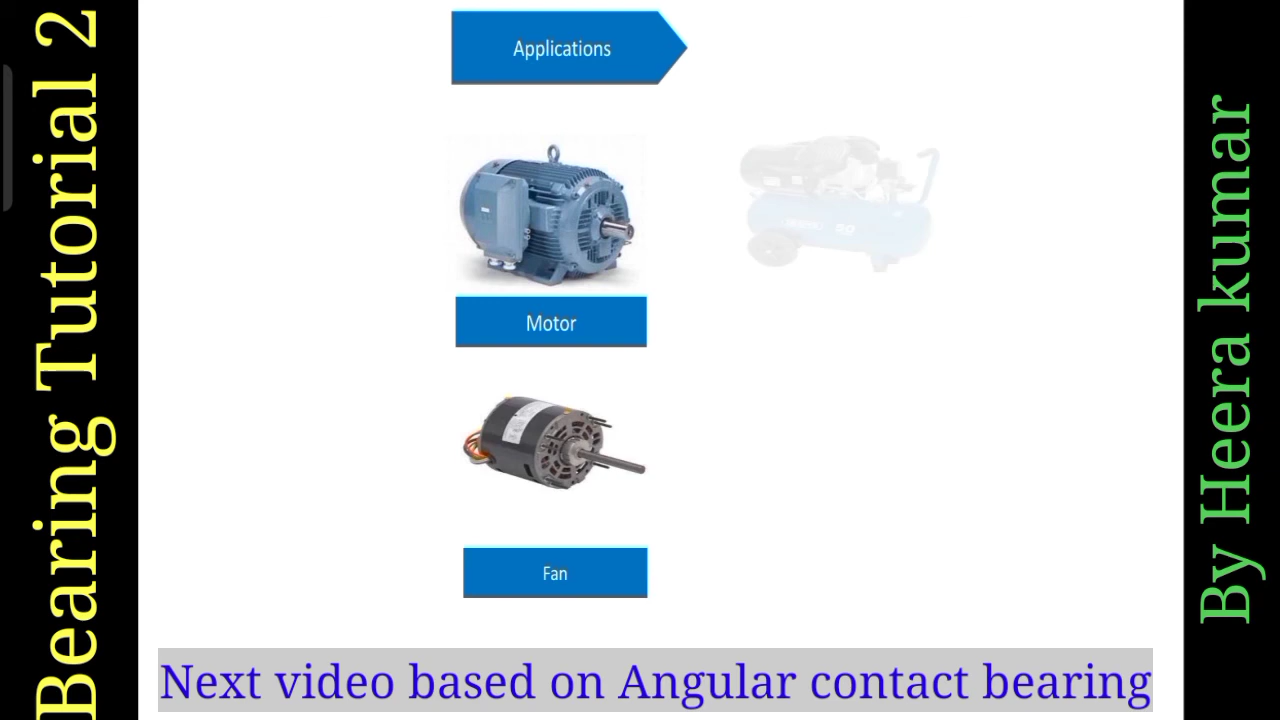 Bearing Tutorial 2
Applications
Motor
Fan
Next video based on Angular contact bearing
By Heera kumar